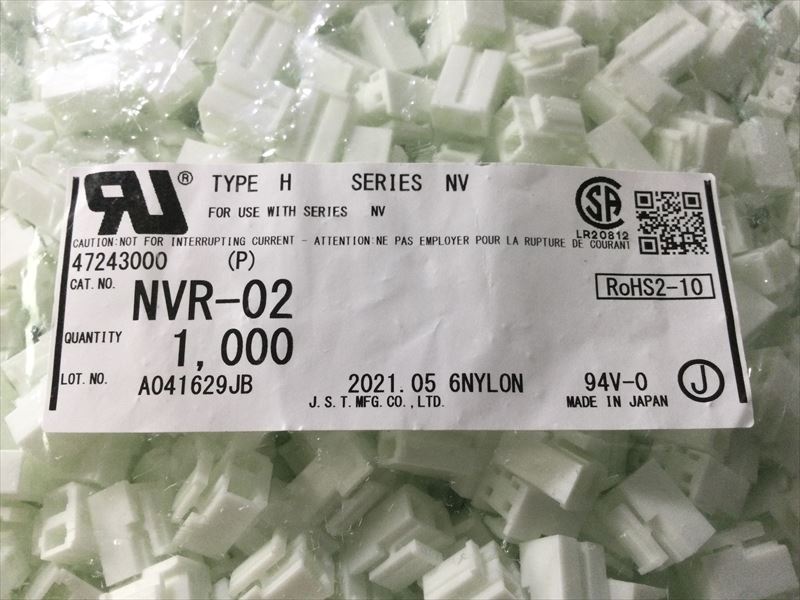 RU® TYPE H SERIES NV
FOR USE WITH SERIES NV
CSA
LR20812
CAUTION:NOT FOR INTERRUPTING CURRENT - ATTENTION:NE PAS EMPLOYER POUR LA RUPTURE DE COURANT
47243000 (P)
CAT. NO. NVR-02
RoHS2-10
QUANTITY 1,000
LOT. NO. A041629JB 2021.05 6NYLON 94V-0 J
J.S.T.MFG.CO.,LTD. MADE IN JAPAN